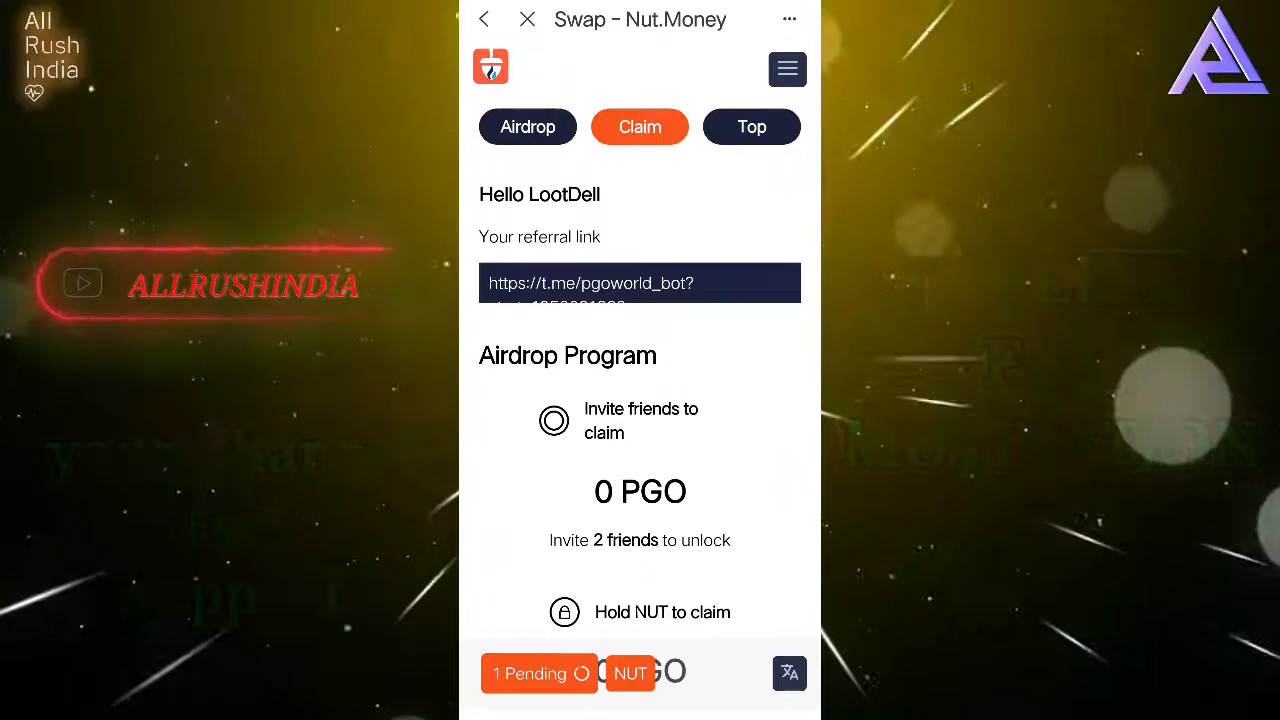 All
Rush
India
Swap – Nut.Money
Airdrop
Claim
Top
Hello LootDell
Your referral link
https://t.me/pgoworld_bot?
ALLRUSHINDIA
Airdrop Program
Invite friends to
claim
0 PGO
Invite 2 friends to unlock
Hold NUT to claim
1 Pending
NUT